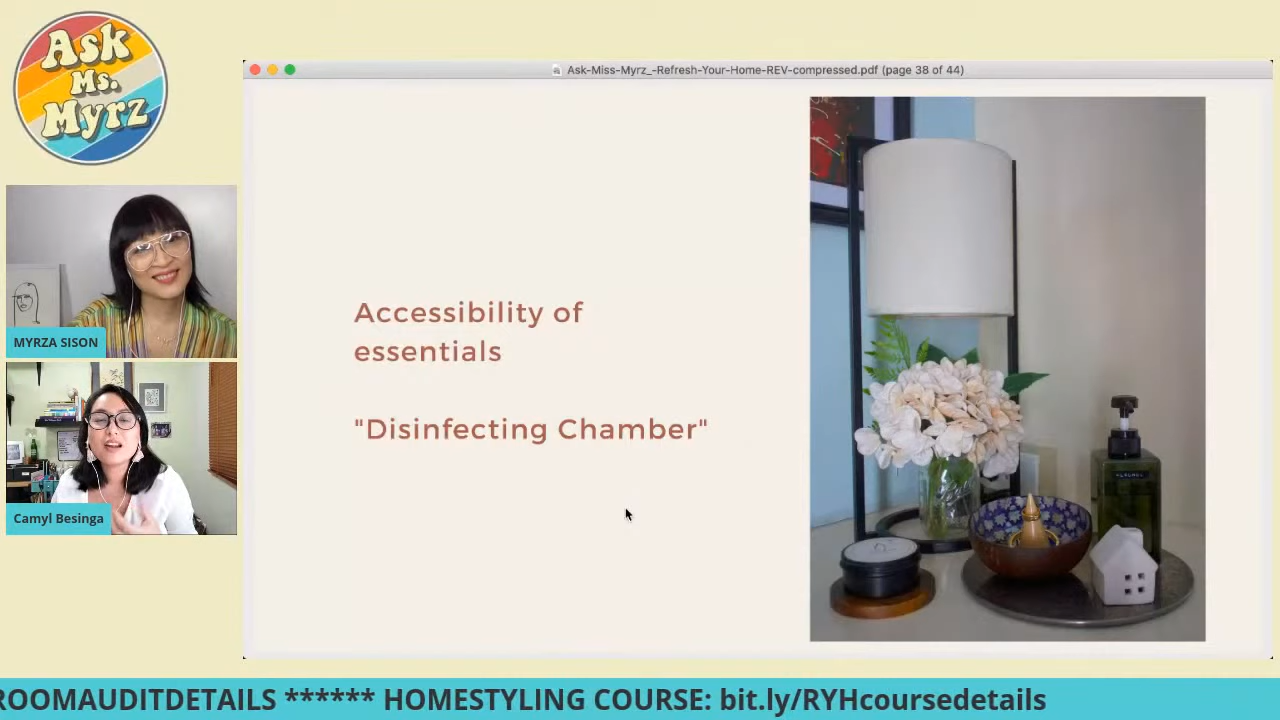 Ask
Ms.
Myrz
Ask-Miss-Myrz_-Refresh-Your-Home-REV-compressed.pdf (page 38 of 44)
MYRZA SISON
Camyl Besinga
Accessibility of
essentials
"Disinfecting Chamber"
ROOMAUDITDETAILS ****** HOMESTYLING COURSE: bit.ly/RYHcoursedetails